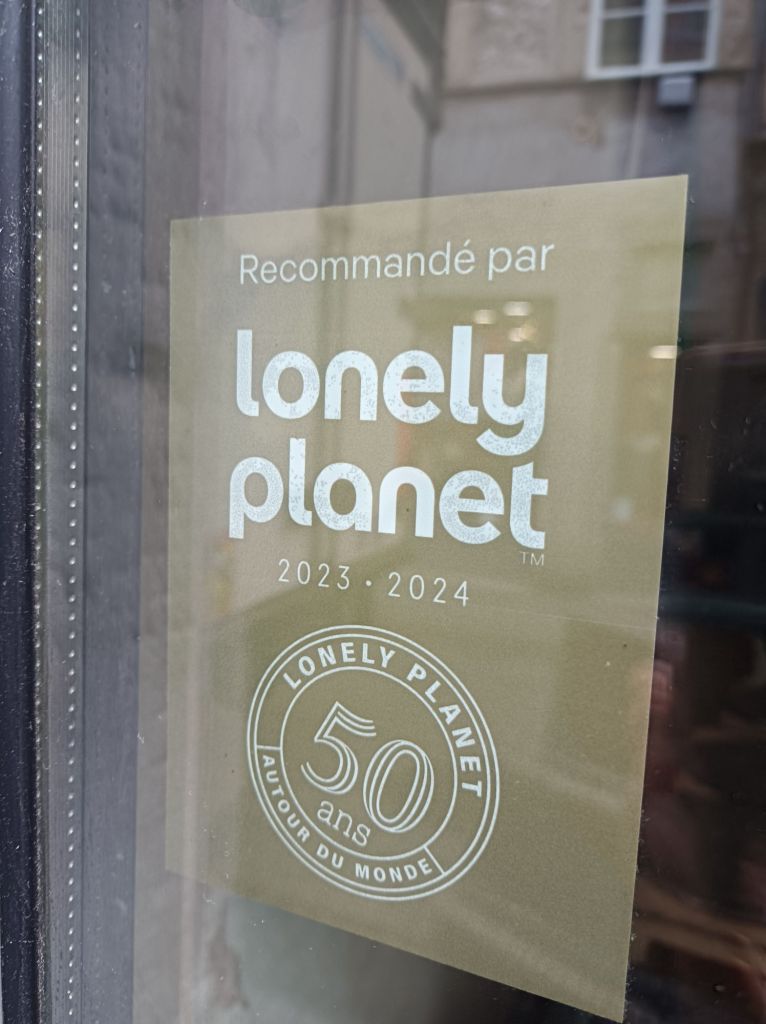 Recommandé par
lonely
planet
TM
2023 · 2024
LONELY PLANET
50
ans
AUTOUR DU MONDE